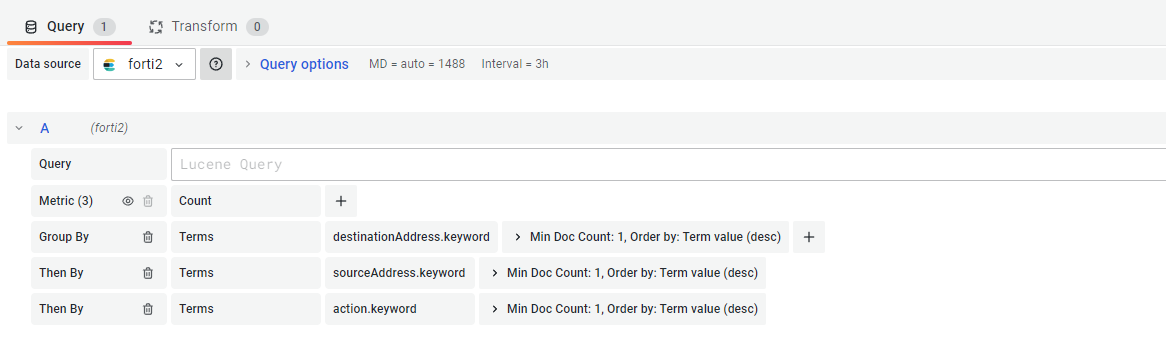 Query 1 Transform 0
Data source forti2 Query options MD = auto = 1488 Interval = 3h
A (forti2)
Query Lucene Query
Metric (3) Count +
Group By Terms destinationAddress.keyword Min Doc Count: 1, Order by: Term value (desc) +
Then By Terms sourceAddress.keyword Min Doc Count: 1, Order by: Term value (desc)
Then By Terms action.keyword Min Doc Count: 1, Order by: Term value (desc)